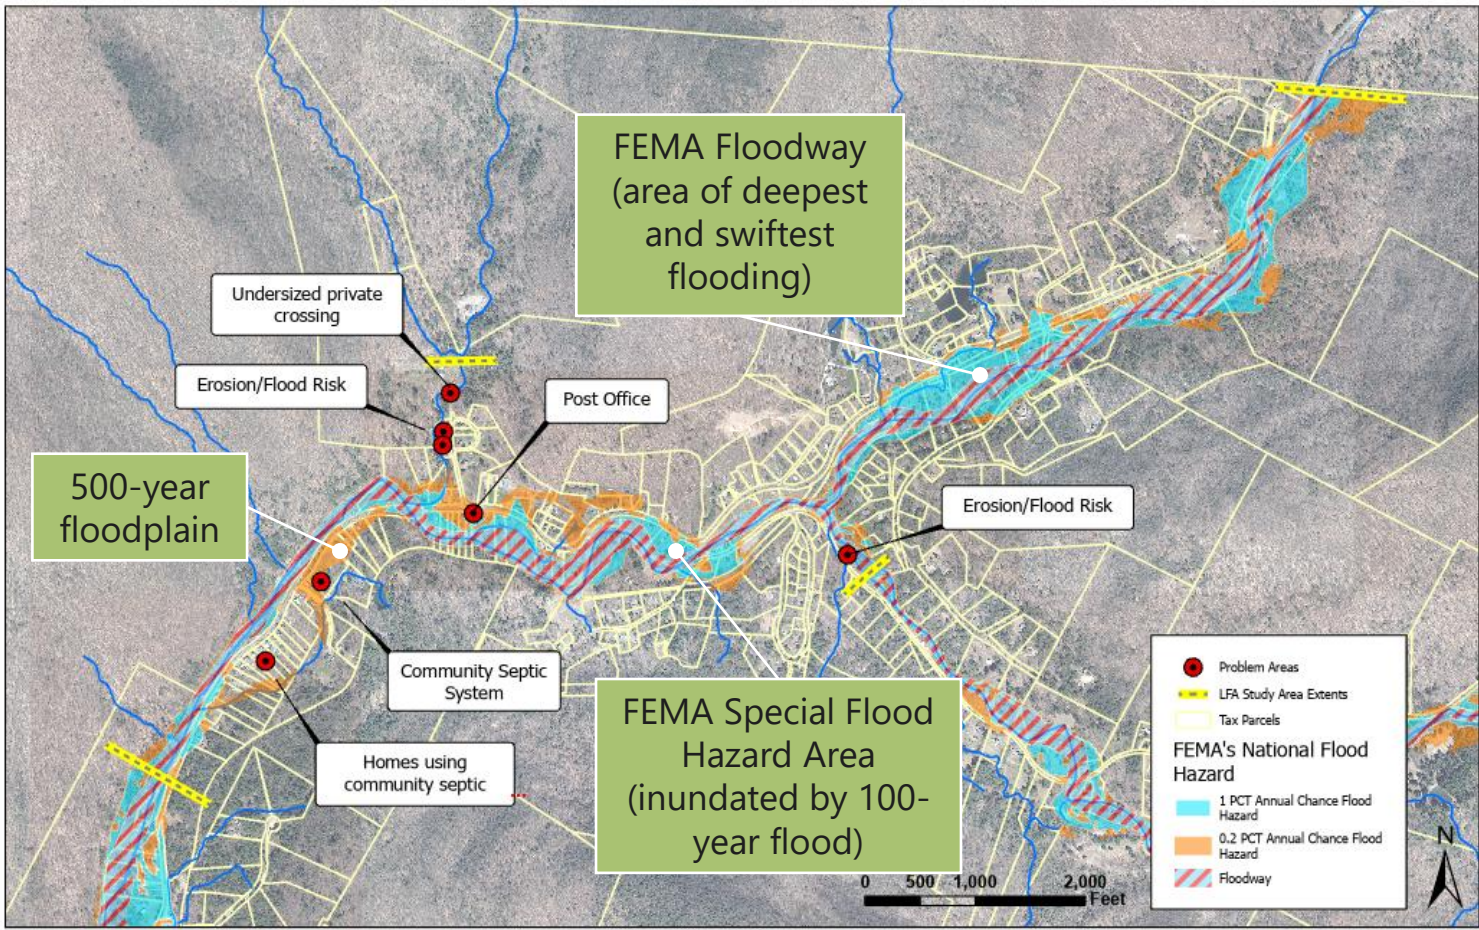 FEMA Floodway
(area of deepest
and swiftest
flooding)
Undersized private
crossing
Erosion/Flood Risk
Post Office
500-year
floodplain
Erosion/Flood Risk
Community Septic
System
Homes using
community septic
FEMA Special Flood
Hazard Area
(inundated by 100-
year flood)
Problem Areas
LFA Study Area Extents
Tax Parcels
FEMA's National Flood
Hazard
1 PCT Annual Chance Flood
Hazard
0.2 PCT Annual Chance Flood
Hazard
Floodway
N
0 500 1,000 2,000
Feet